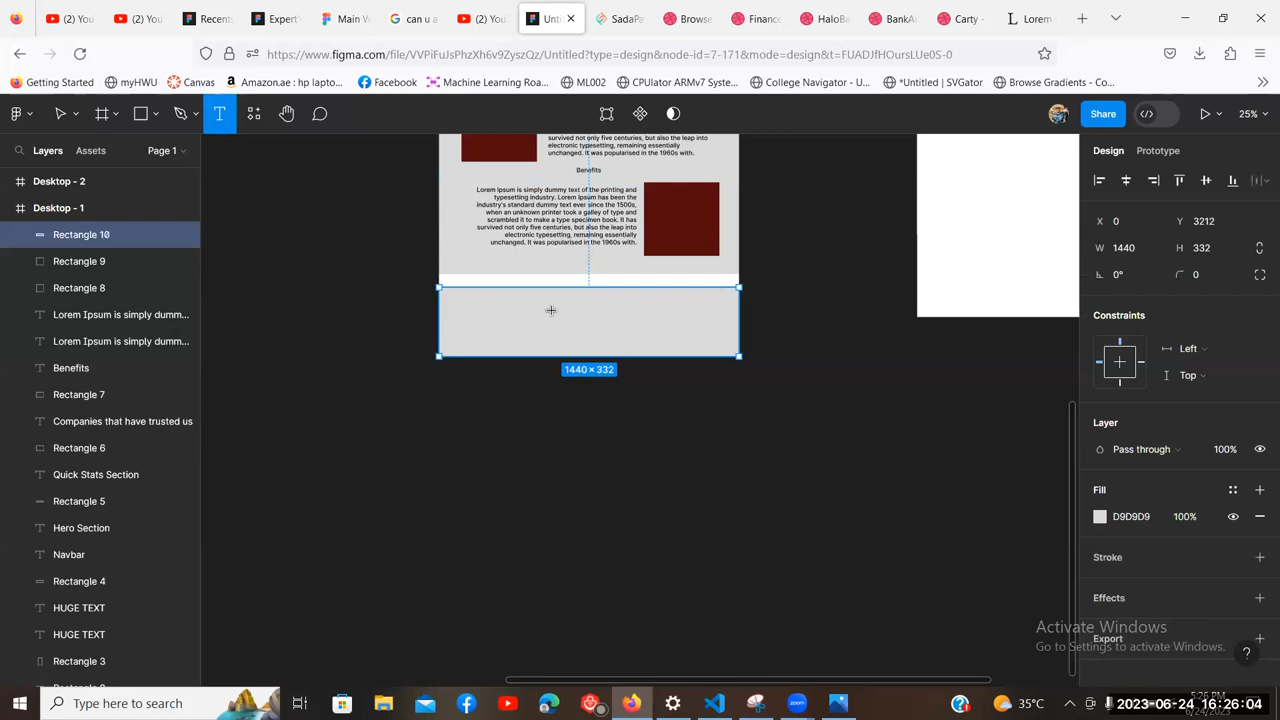 (2) You
(2) You
Recents
Expert
Main W
can u a
(2) You
Unti
SadaPa
Browse
Finance
NaloBa
BankAi
Carty -
Lorem
https://www.figma.com/file/VVPiFuJsPhzXh6v9ZyszQz/Untitled?type=design&node-id=7-171&mode=design&t=FUADJfHOursLUe0S-0
Getting Started
myHWU
Canvas
Amazon.ae : hp lapto...
Facebook
Machine Learning Roa...
ML002
CPUlator ARMv7 System...
College Navigator - U...
*Untitled | SVGator
Browse Gradients - Co...
Share
25%
Layers
Assets
Page 1
Desktop - 2
Desktop - 1
Rectangle 10
Rectangle 9
Rectangle 8
Lorem Ipsum is simply dumm...
Lorem Ipsum is simply dumm...
Benefits
Rectangle 7
Companies that have trusted us
Rectangle 6
Quick Stats Section
Rectangle 5
Hero Section
Navbar
Rectangle 4
HUGE TEXT
HUGE TEXT
Rectangle 3
survived not only five centuries, but also the leap into
electronic typesetting, remaining essentially
unchanged. It was popularised in the 1960s with.
Benefits
Lorem Ipsum is simply dummy text of the printing and
typesetting industry. Lorem Ipsum has been the
industry's standard dummy text ever since the 1500s,
when an unknown printer took a galley of type and
scrambled it to make a type specimen book. It has
survived not only five centuries, but also the leap into
electronic typesetting, remaining essentially
unchanged. It was popularised in the 1960s with.
1440 × 332
Design
Prototype
X 0
Y 3212
W 1440
H 332
0°
0
Constraints
Left
Top
Layer
Pass through
100%
Fill
D9D9D9
100%
Stroke
Effects
Export
Activate Windows
Go to Settings to activate Windows.
?
Type here to search
2023-06-24 16:26:04